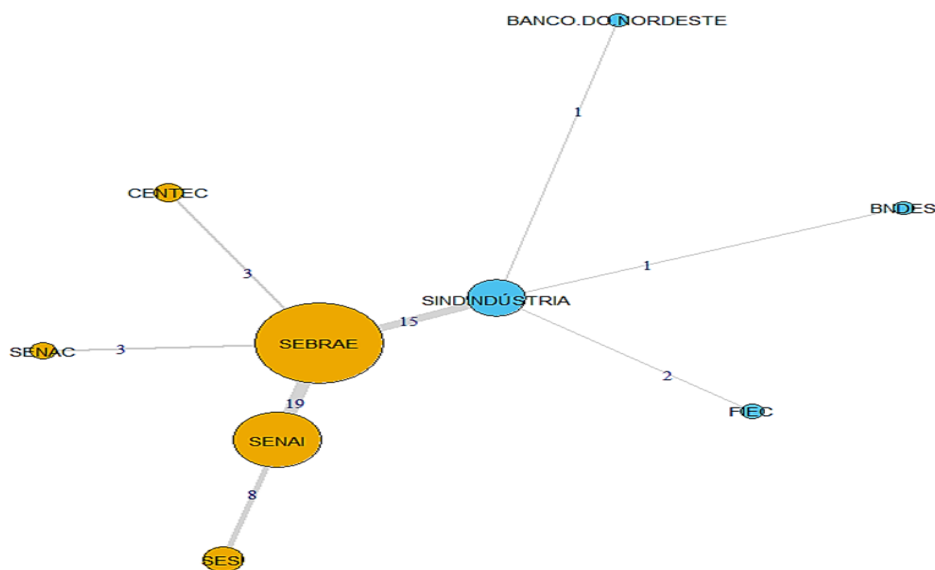 BANCO.DO.NORDESTE
1
CENTEC
BNDES
3
1
SINDINDÚSTRIA
15
SEBRAE
SENAC
3
2
19
FIEC
SENAI
8
SESI